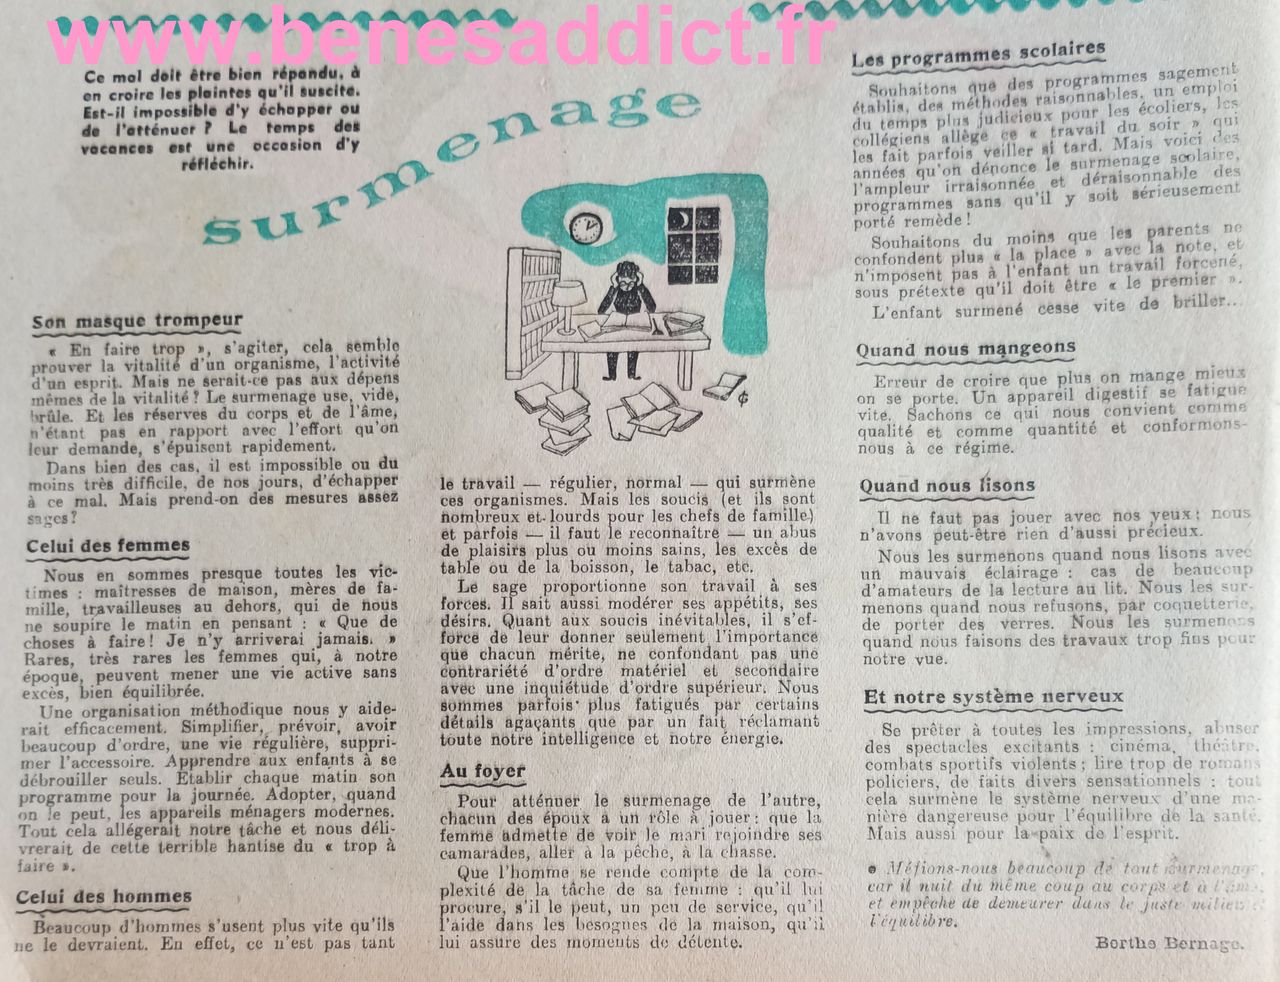 www.benesaddict.fr
Ce mal doit être bien répandu, à
en croire les plaintes qu'il suscite.
Est-il impossible d'y échapper ou
de l'atténuer ? Le temps des
vacances est une occasion d'y
réfléchir.
surmenage
Son masque trompeur
« En faire trop », s'agiter, cela semble
prouver la vitalité d'un organisme, l'activité
d'un esprit. Mais ne serait-ce pas aux dépens
mêmes de la vitalité ? Le surmenage use, vide,
brûle. Et les réserves du corps et de l'âme,
n'étant pas en rapport avec l'effort qu'on
leur demande, s'épuisent rapidement.
Dans bien des cas, il est impossible ou du
moins très difficile, de nos jours, d'échapper
à ce mal. Mais prend-on des mesures assez
sages ?
Celui des femmes
Nous en sommes presque toutes les vic-
times : maîtresses de maison, mères de fa-
mille, travailleuses au dehors, qui de nous
ne soupire le matin en pensant : « Que de
choses à faire ! Je n'y arriverai jamais. »
Rares, très rares les femmes qui, à notre
époque, peuvent mener une vie active sans
excès, bien équilibrée.
Une organisation méthodique nous y aide-
rait efficacement. Simplifier, prévoir, avoir
beaucoup d'ordre, une vie régulière, suppri-
mer l'accessoire. Apprendre aux enfants à se
débrouiller seuls. Etablir chaque matin son
programme pour la journée. Adopter, quand
on le peut, les appareils ménagers modernes.
Tout cela allégerait notre tâche et nous déli-
vrerait de cette terrible hantise du « trop à
faire ».
Celui des hommes
Beaucoup d'hommes s'usent plus vite qu'ils
ne le devraient. En effet, ce n'est pas tant
le travail — régulier, normal — qui surmène
ces organismes. Mais les soucis (et ils sont
nombreux et lourds pour les chefs de famille)
et parfois — il faut le reconnaître — un abus
de plaisirs plus ou moins sains, les excès de
table ou de la boisson, le tabac, etc.
Le sage proportionne son travail à ses
forces. Il sait aussi modérer ses appétits, ses
désirs. Quant aux soucis inévitables, il s'ef-
force de leur donner seulement l'importance
que chacun mérite, ne confondant pas une
contrariété d'ordre matériel et secondaire
avec une inquiétude d'ordre supérieur. Nous
sommes parfois plus fatigués par certains
détails agaçants que par un fait réclamant
toute notre intelligence et notre énergie.
Au foyer
Pour atténuer le surmenage de l'autre,
chacun des époux a un rôle à jouer : que la
femme admette de voir le mari rejoindre ses
camarades, aller à la pêche, à la chasse.
Que l'homme se rende compte de la com-
plexité de la tâche de sa femme : qu'il lui
procure, s'il le peut, un peu de service, qu'il
l'aide dans les besognes de la maison, qu'il
lui assure des moments de détente.
Les programmes scolaires
Souhaitons que des programmes sagement
établis, des méthodes raisonnables, un emploi
du temps plus judicieux pour les écoliers, les
collégiens allège ce « travail du soir » qui
les fait parfois veiller si tard. Mais voici des
années qu'on dénonce le surmenage scolaire,
l'ampleur irraisonnée et déraisonnable des
programmes sans qu'il y soit sérieusement
porté remède !
Souhaitons du moins que les parents ne
confondent plus « la place » avec la note, et
n'imposent pas à l'enfant un travail forcené,
sous prétexte qu'il doit être « le premier ».
L'enfant surmené cesse vite de briller...
Quand nous mangeons
Erreur de croire que plus on mange mieux
on se porte. Un appareil digestif se fatigue
vite. Sachons ce qui nous convient comme
qualité et comme quantité et conformons-
nous à ce régime.
Quand nous lisons
Il ne faut pas jouer avec nos yeux ; nous
n'avons peut-être rien d'aussi précieux.
Nous les surmenons quand nous lisons avec
un mauvais éclairage : cas de beaucoup
d'amateurs de la lecture au lit. Nous les sur-
menons quand nous refusons, par coquetterie,
de porter des verres. Nous les surmenons
quand nous faisons des travaux trop fins pour
notre vue.
Et notre système nerveux
Se prêter à toutes les impressions, abuser
des spectacles excitants : cinéma, théâtre,
combats sportifs violents ; lire trop de romans
policiers, de faits divers sensationnels : tout
cela surmène le système nerveux d'une ma-
nière dangereuse pour l'équilibre de la santé.
Mais aussi pour la paix de l'esprit.
● Méfions-nous beaucoup de tout surmenage,
car il nuit du même coup au corps et à l'âme,
et empêche de demeurer dans le juste milieu
l'équilibre.
Berthe Bernage.